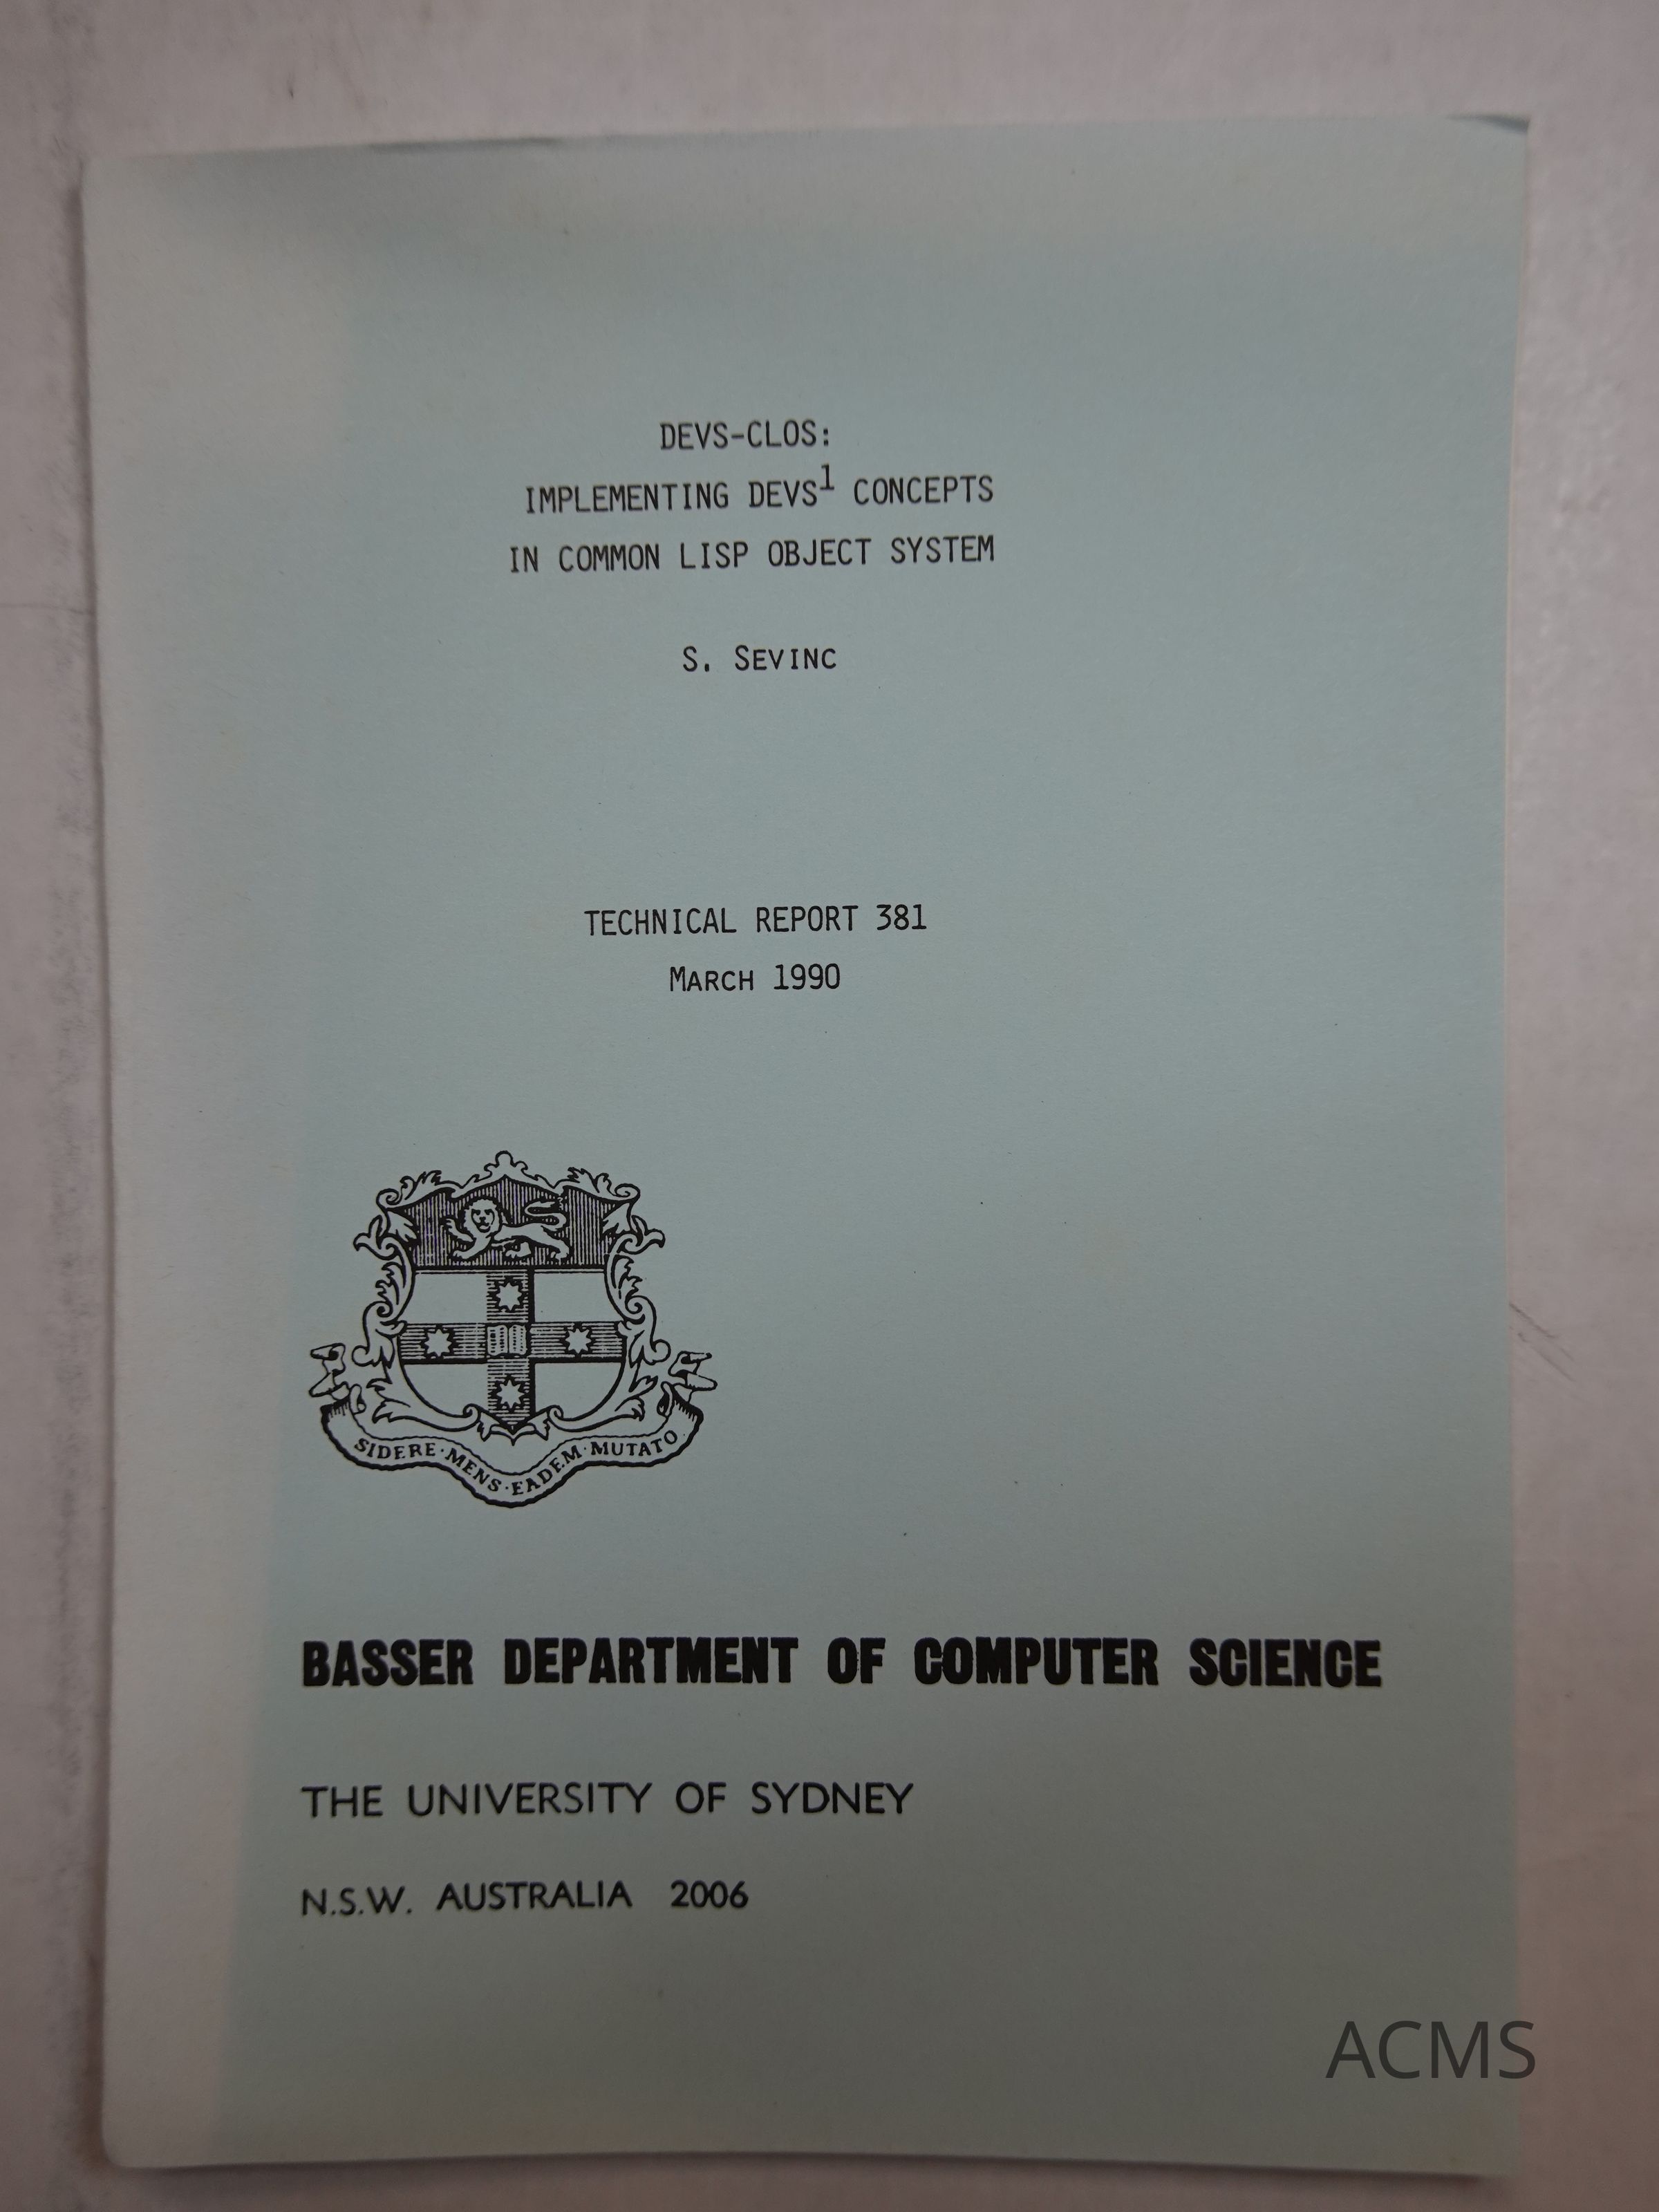 DEVS-CLOS:
IMPLEMENTING DEVS¹ CONCEPTS
IN COMMON LISP OBJECT SYSTEM
S. SEVINC
TECHNICAL REPORT 381
MARCH 1990
SIDERE·MENS·EADEM·MUTATO
BASSER DEPARTMENT OF COMPUTER SCIENCE
THE UNIVERSITY OF SYDNEY
N.S.W. AUSTRALIA 2006
ACMS